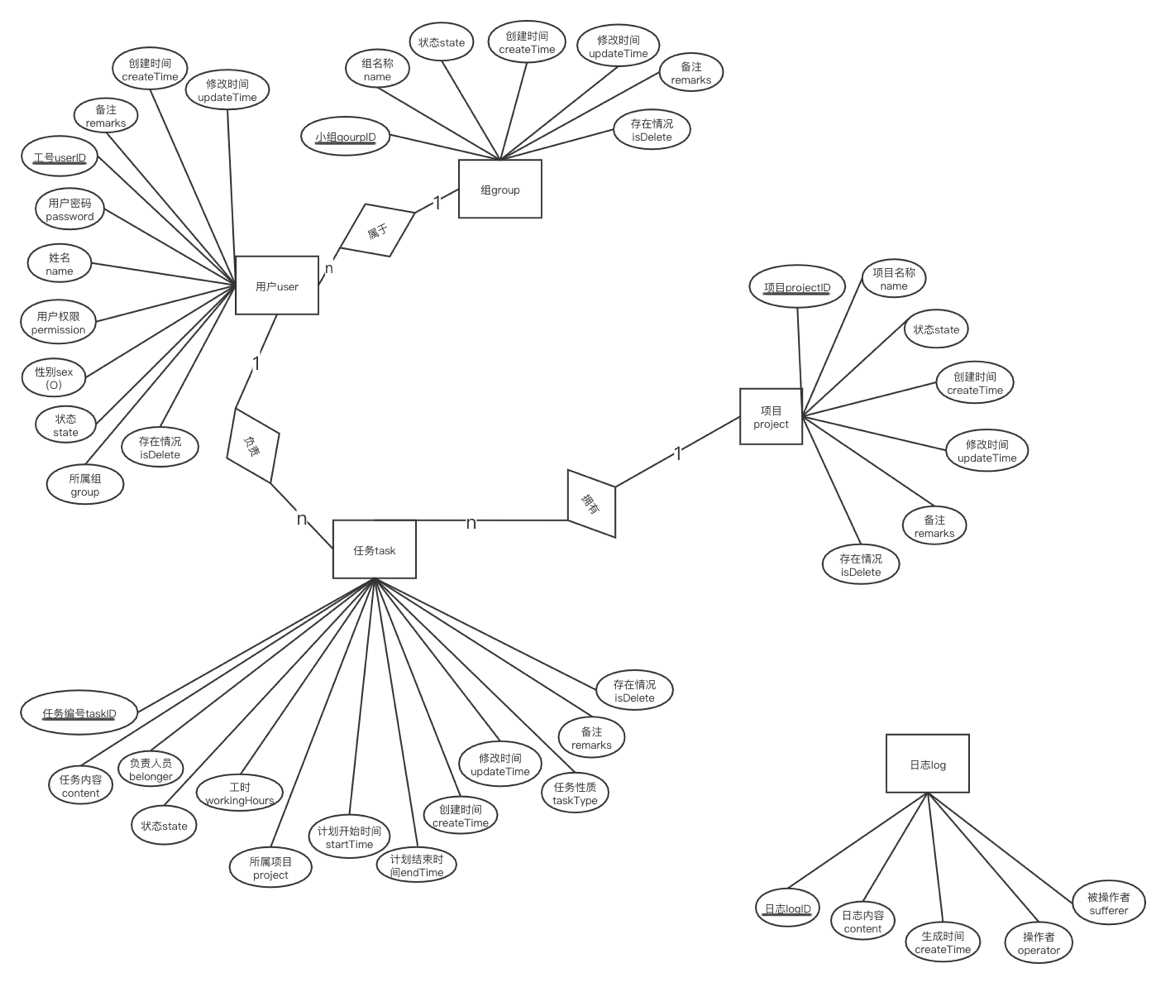 创建时间
createTime
修改时间
updateTime
备注
remarks
工号userID
用户密码
password
姓名
name
用户权限
permission
性别sex
(O)
状态
state
所属组
group
存在情况
isDelete
用户user
小组gourpID
组名称
name
状态state
创建时间
createTime
修改时间
updateTime
备注
remarks
存在情况
isDelete
组group
属于
1
n
1
负责
n
n
拥有
1
项目projectID
项目名称
name
状态state
创建时间
createTime
修改时间
updateTime
备注
remarks
存在情况
isDelete
项目
project
任务task
任务编号taskID
任务内容
content
负责人员
belonger
状态state
工时
workingHours
所属项目
project
计划开始时间
startTime
计划结束时
间endTime
创建时间
createTime
修改时间
updateTime
任务性质
taskType
备注
remarks
存在情况
isDelete
日志log
日志logID
日志内容
content
生成时间
createTime
操作者
operator
被操作者
sufferer